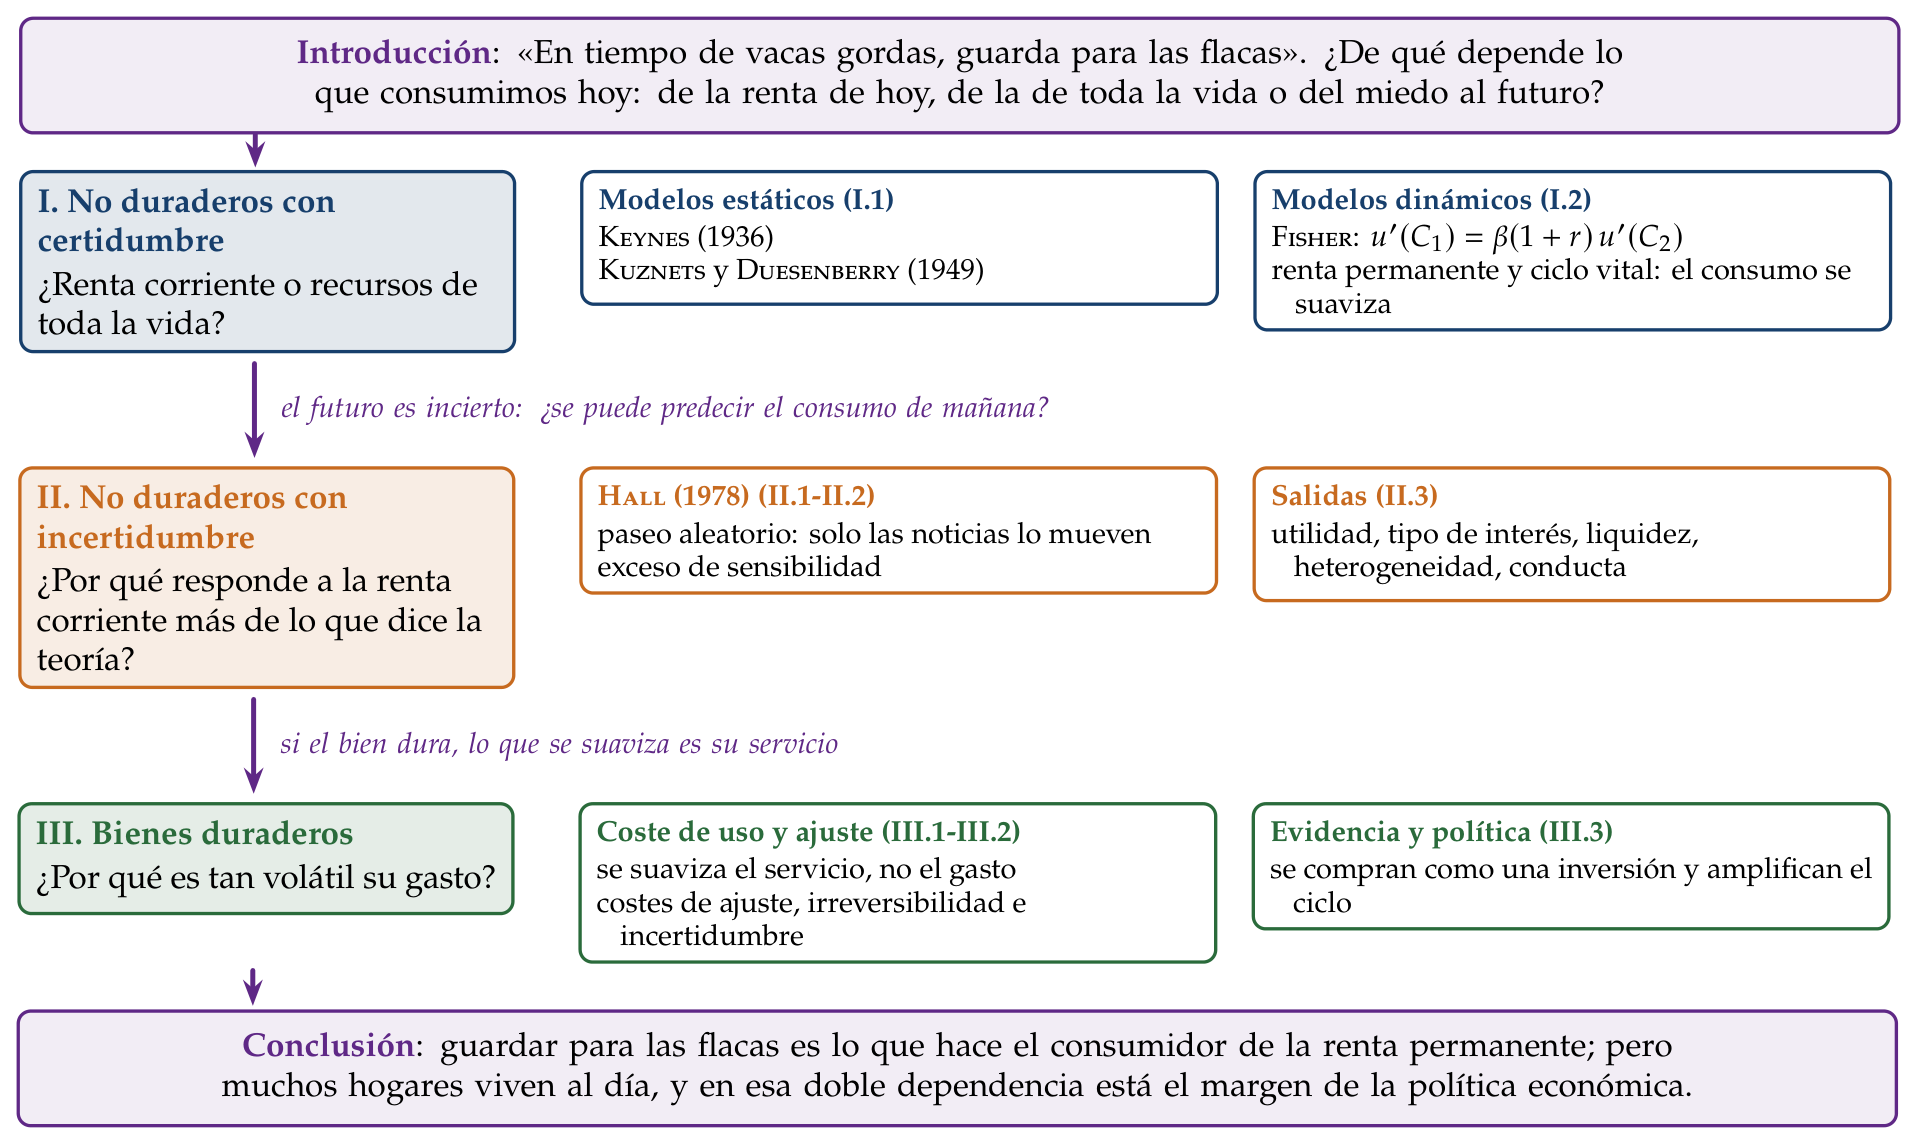 Introducción: «En tiempo de vacas gordas, guarda para las flacas». ¿De qué depende lo
que consumimos hoy: de la renta de hoy, de la de toda la vida o del miedo al futuro?
I. No duraderos con
certidumbre
¿Renta corriente o recursos de
toda la vida?
Modelos estáticos (I.1)
Keynes (1936)
Kuznets y Duesenberry (1949)
Modelos dinámicos (I.2)
Fisher: u′(C₁) = β(1 + r) u′(C₂)
renta permanente y ciclo vital: el consumo se
suaviza
el futuro es incierto: ¿se puede predecir el consumo de mañana?
II. No duraderos con
incertidumbre
¿Por qué responde a la renta
corriente más de lo que dice la
teoría?
Hall (1978) (II.1-II.2)
paseo aleatorio: solo las noticias lo mueven
exceso de sensibilidad
Salidas (II.3)
utilidad, tipo de interés, liquidez,
heterogeneidad, conducta
si el bien dura, lo que se suaviza es su servicio
III. Bienes duraderos
¿Por qué es tan volátil su gasto?
Coste de uso y ajuste (III.1-III.2)
se suaviza el servicio, no el gasto
costes de ajuste, irreversibilidad e
incertidumbre
Evidencia y política (III.3)
se compran como una inversión y amplifican el
ciclo
Conclusión: guardar para las flacas es lo que hace el consumidor de la renta permanente; pero
muchos hogares viven al día, y en esa doble dependencia está el margen de la política económica.